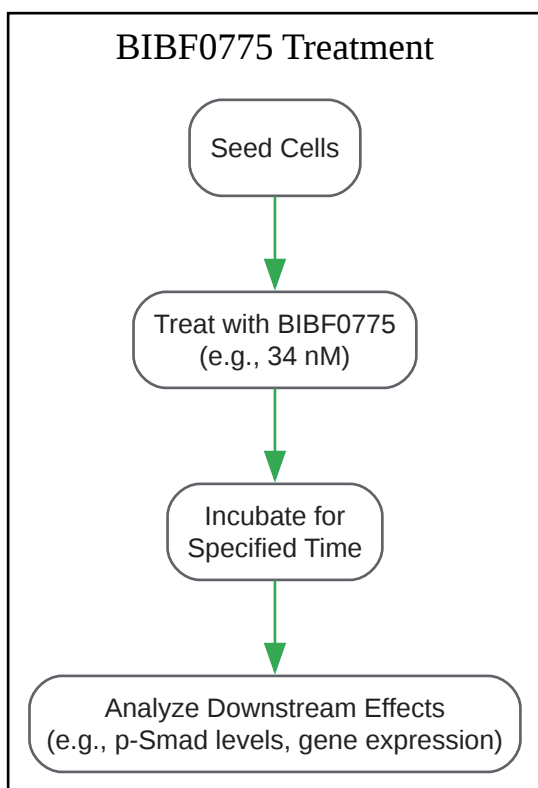 BIBF0775 Treatment
Seed Cells
Treat with BIBF0775
(e.g., 34 nM)
Incubate for
Specified Time
Analyze Downstream Effects
(e.g., p-Smad levels, gene expression)